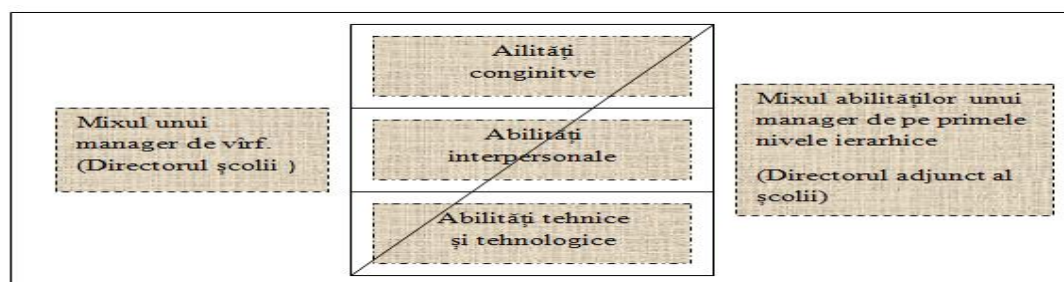 Mixul unui
manager de vîrf.
(Directorul școlii )
Ailități
conginitve
Abilități
interpersonale
Abilități tehnice
și tehnologice
Mixul abilităților unui
manager de pe primele
nivele ierarhice
(Directorul adjunct al
școlii)